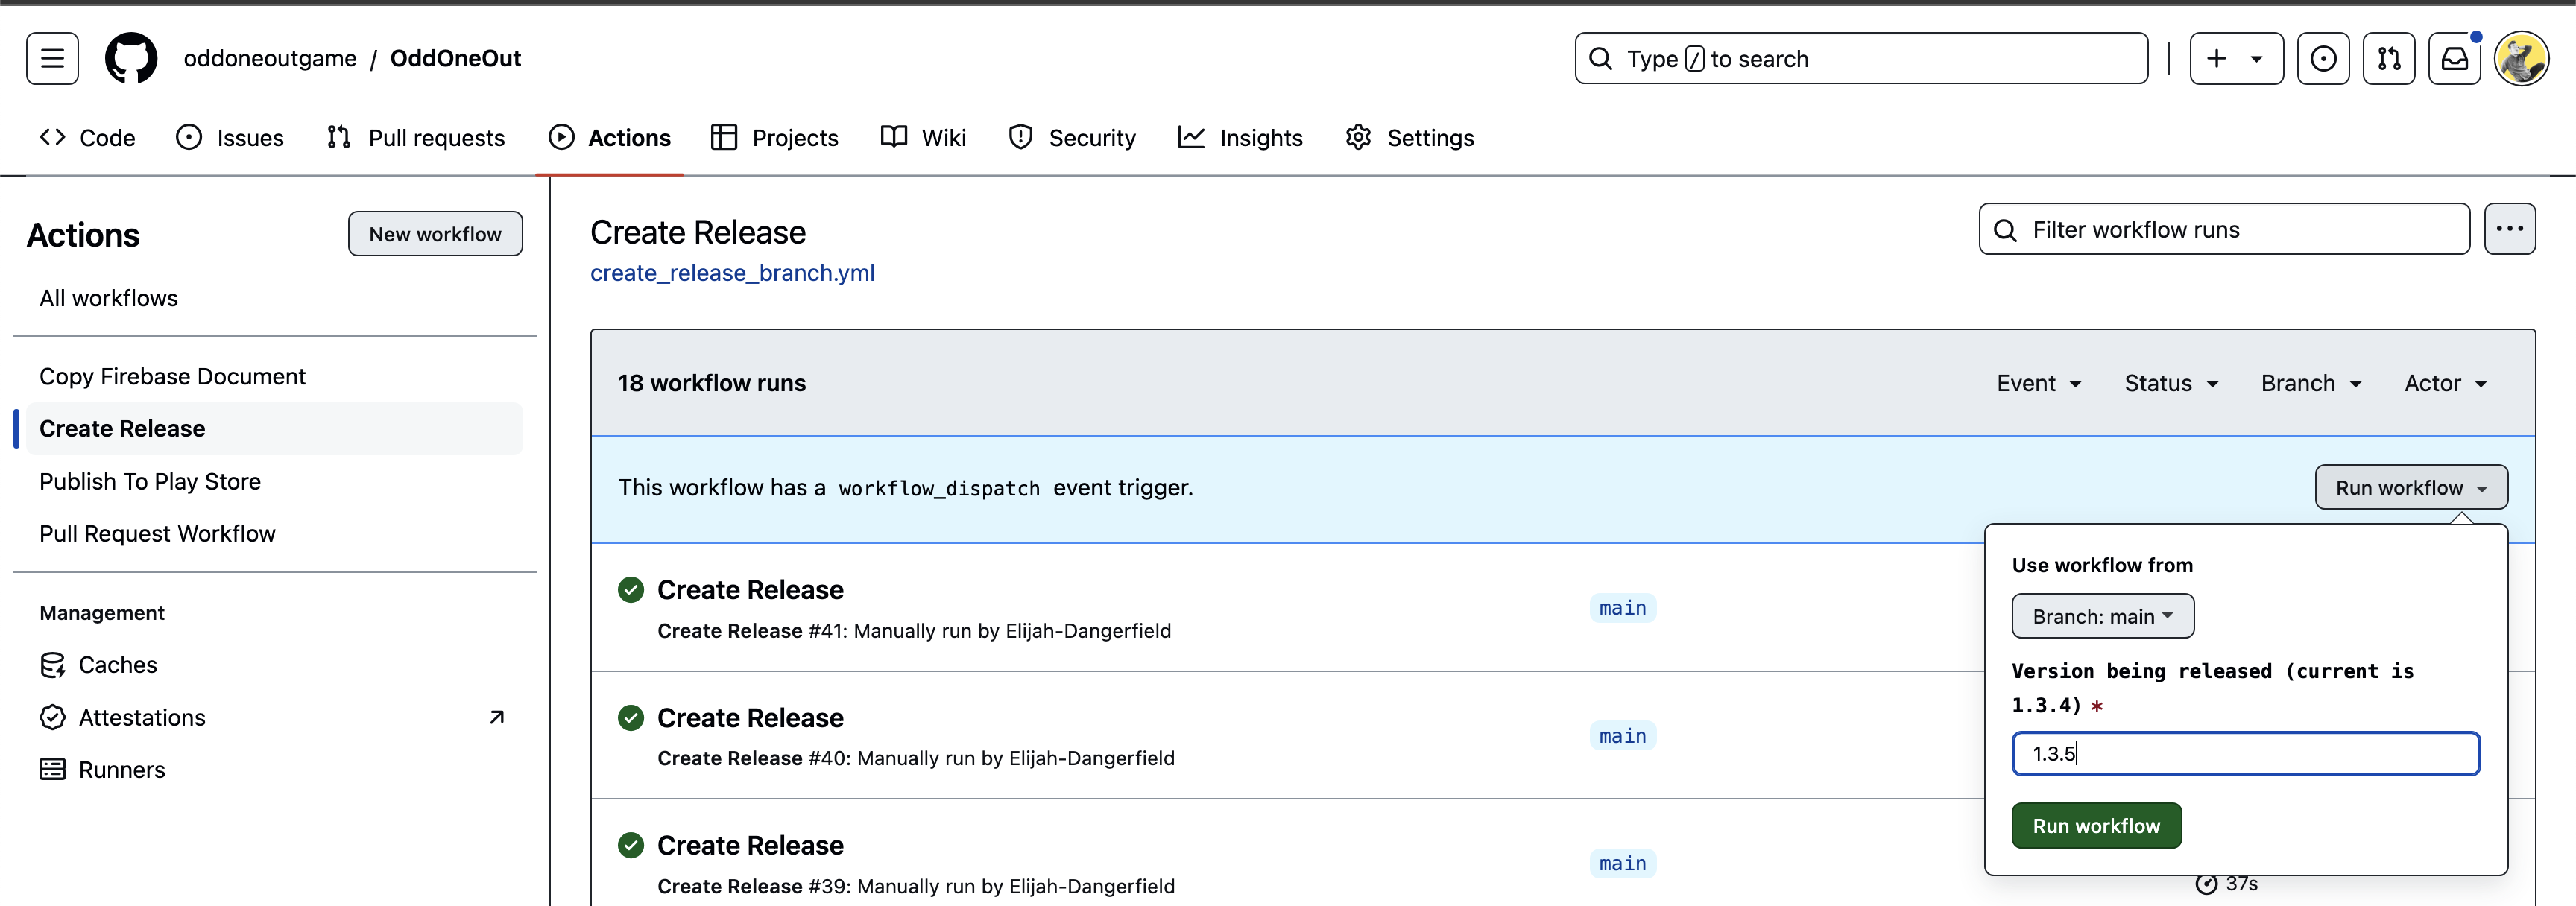 oddoneoutgame / OddOneOut
Type / to search
Code Issues Pull requests Actions Projects Wiki Security Insights Settings
Actions
New workflow
All workflows
Copy Firebase Document
Create Release
Publish To Play Store
Pull Request Workflow
Management
Caches
Attestations
Runners
Create Release
create_release_branch.yml
Filter workflow runs
18 workflow runs
Event Status Branch Actor
This workflow has a workflow_dispatch event trigger.
Run workflow
Create Release
Create Release #41: Manually run by Elijah-Dangerfield
main
Create Release
Create Release #40: Manually run by Elijah-Dangerfield
main
Create Release
Create Release #39: Manually run by Elijah-Dangerfield
main
37s
Use workflow from
Branch: main
Version being released (current is
1.3.4) *
1.3.5
Run workflow